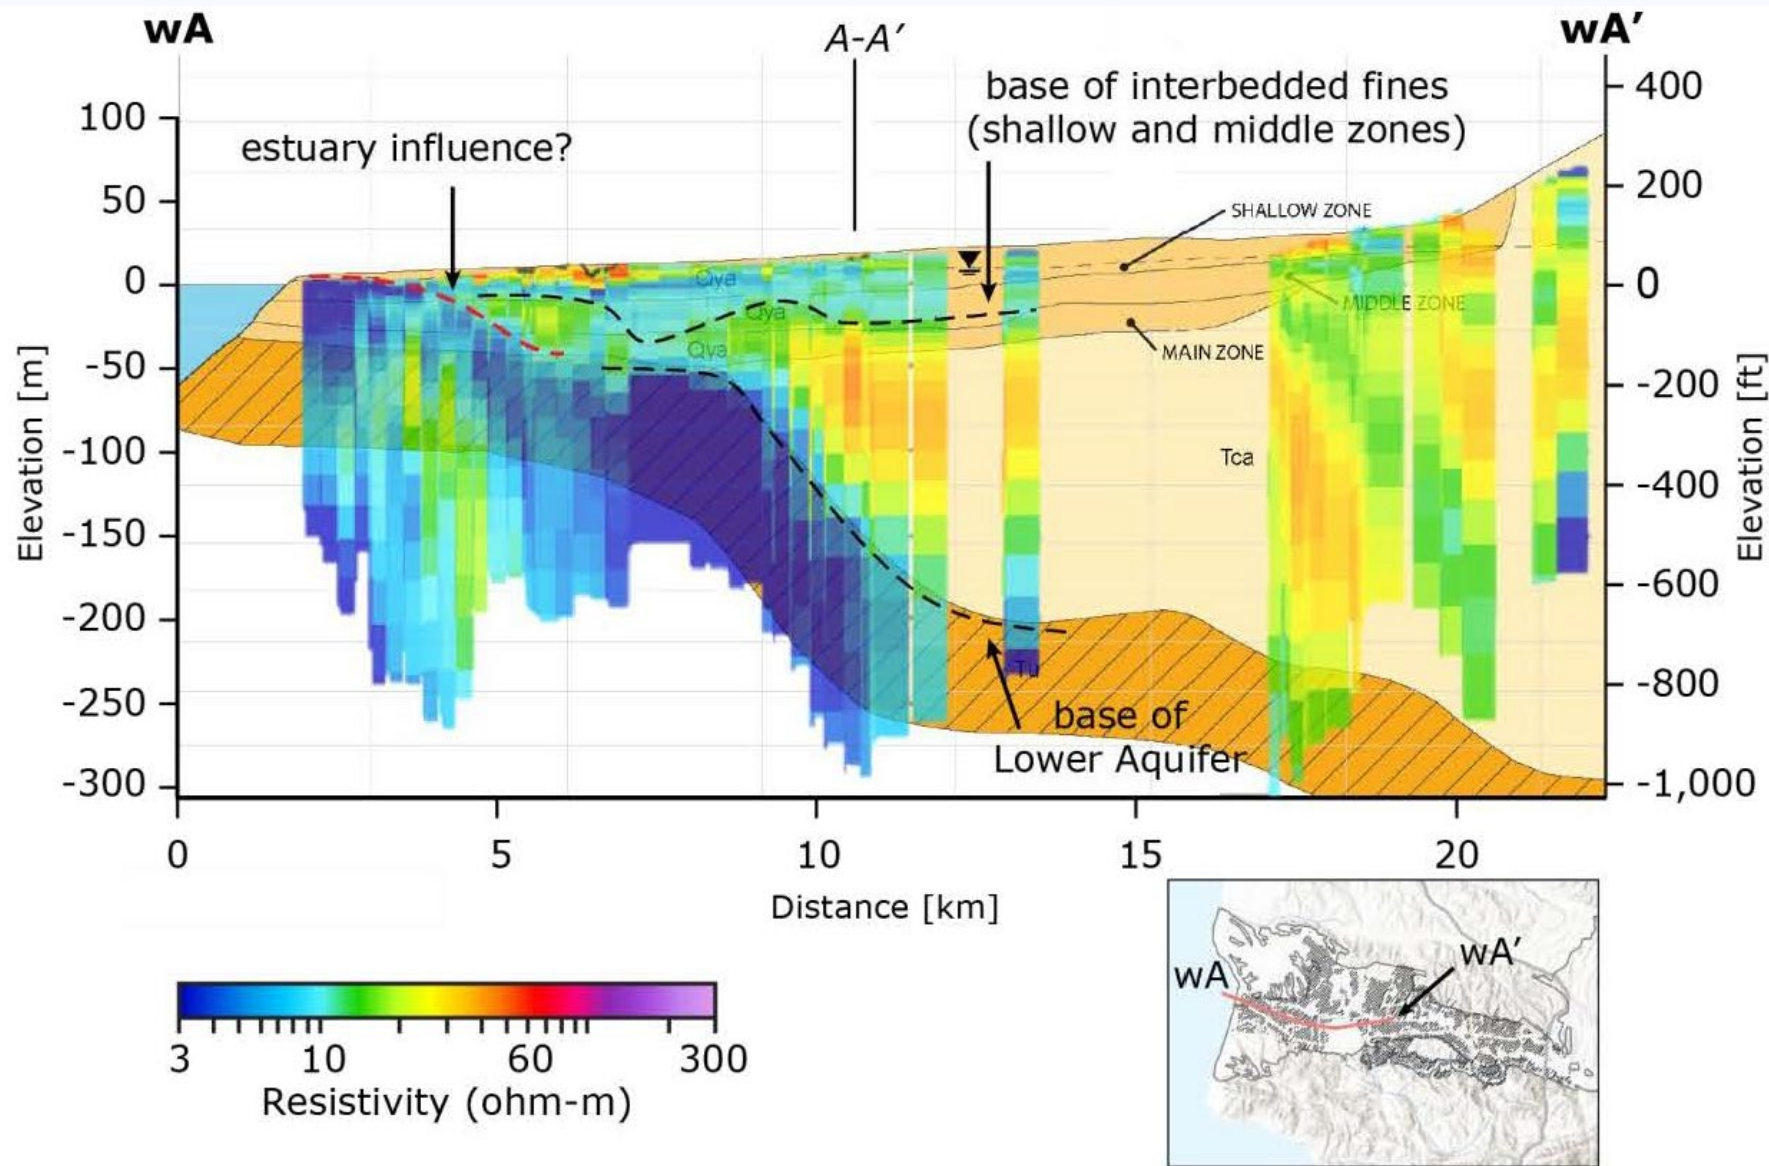 wA
A-A’
wA’
estuary influence?
base of interbedded fines
(shallow and middle zones)
100
50
0
-50
-100
-150
-200
-250
-300
Elevation [m]
400
200
0
-200
-400
-600
-800
-1,000
Elevation [ft]
SHALLOW ZONE
MIDDLE ZONE
MAIN ZONE
Qya
Qya
Qya
Tca
Tu
base of
Lower Aquifer
0
5
10
15
20
Distance [km]
3
10
60
300
Resistivity (ohm-m)
wA
wA’